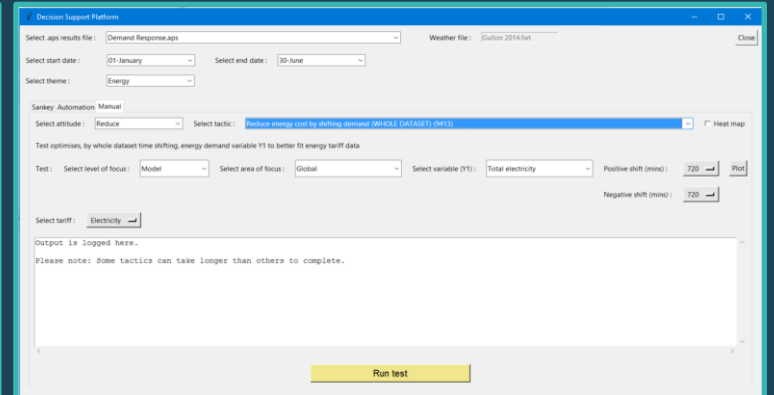 Decision Support Platform
Select .aps results file : Demand Response.aps Weather file : Gullon 2014.fwt Close
Select start date : 01-January Select end date : 30-June
Select theme : Energy
Sankey Automation Manual
Select attitude : Reduce Select tactic : Reduce energy cost by shifting demand (WHOLE DATASET) (9413) Heat map
Test optimises, by whole dataset time shifting, energy demand variable Y1 to better fit energy tariff data
Test : Select level of focus : Model Select area of focus : Global Select variable (Y1) : Total electricity Positive shift (mins) : 720 Plot
Negative shift (mins) : 720
Select tariff : Electricity
Output is logged here.
Please note: Some tactics can take longer than others to complete.
Run test